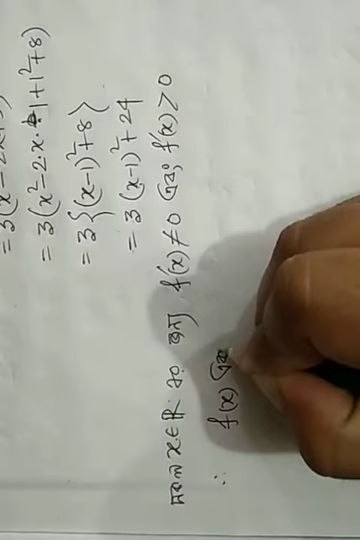 = 3(x²-2·x·1+1²+8)
= 3{(x-1)²+8}
= 3(x-1)²+24
সকল x∈ℝ এর জন্য f'(x)≠0 এবং f'(x)>0
∴ f(x) এর